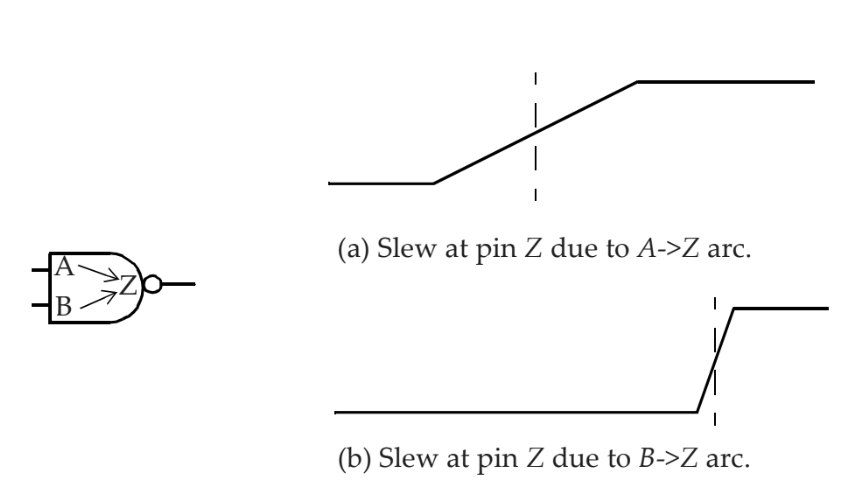 (a) Slew at pin Z due to A->Z arc.
A
Z
B
(b) Slew at pin Z due to B->Z arc.